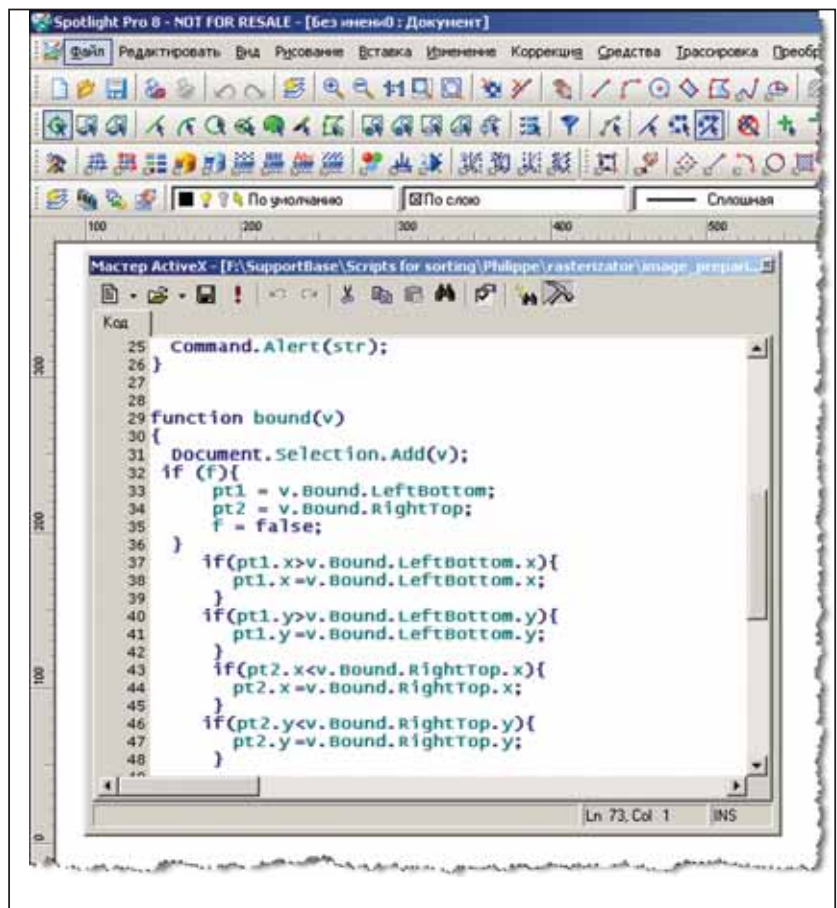 Spotlight Pro 8 - NOT FOR RESALE - [Без имени0 : Документ]
Файл Редактировать Вид Рисование Вставка Изменение Коррекция Средства Трассировка Преобр
1:1
По умолчанию По слою Сплошная
100 200 300 400 500
Мастер ActiveX - [F:\SupportBase\Scripts for sorting\Philippe\rasterizator\image_prepari...
Код
25 Command.Alert(str);
26 }
27
28
29 function bound(v)
30 {
31 Document.Selection.Add(v);
32 if (f){
33 pt1 = v.Bound.LeftBottom;
34 pt2 = v.Bound.RightTop;
35 f = false;
36 }
37 if(pt1.x>v.Bound.LeftBottom.x){
38 pt1.x=v.Bound.LeftBottom.x;
39 }
40 if(pt1.y>v.Bound.LeftBottom.y){
41 pt1.y=v.Bound.LeftBottom.y;
42 }
43 if(pt2.x<v.Bound.RightTop.x){
44 pt2.x=v.Bound.RightTop.x;
45 }
46 if(pt2.y<v.Bound.RightTop.y){
47 pt2.y=v.Bound.RightTop.y;
48 }
Ln 73, Col 1 INS
300
200
100
0